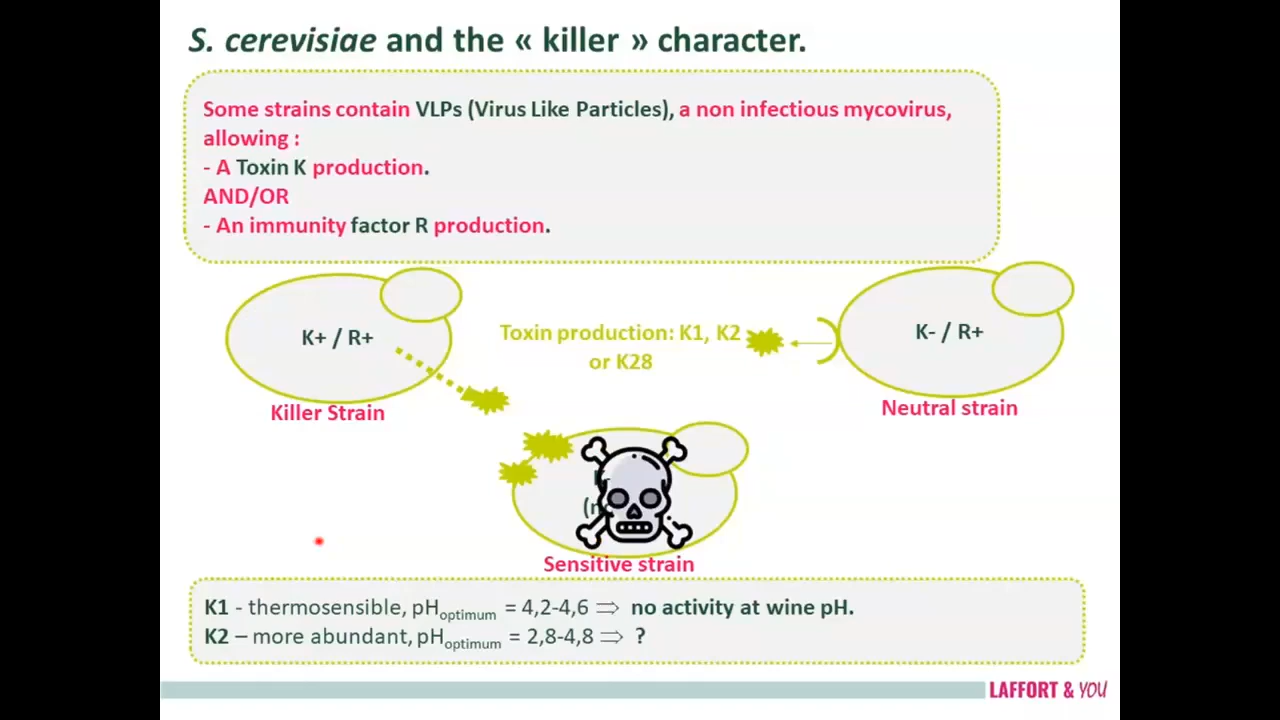 S. cerevisiae and the « killer » character.
Some strains contain VLPs (Virus Like Particles), a non infectious mycovirus,
allowing :
- A Toxin K production.
AND/OR
- An immunity factor R production.
K+ / R+
Killer Strain
Toxin production: K1, K2
or K28
K- / R+
Neutral strain
Sensitive strain
K1 - thermosensible, pHoptimum = 4,2-4,6 ⇒ no activity at wine pH.
K2 – more abundant, pHoptimum = 2,8-4,8 ⇒ ?
LAFFORT & YOU